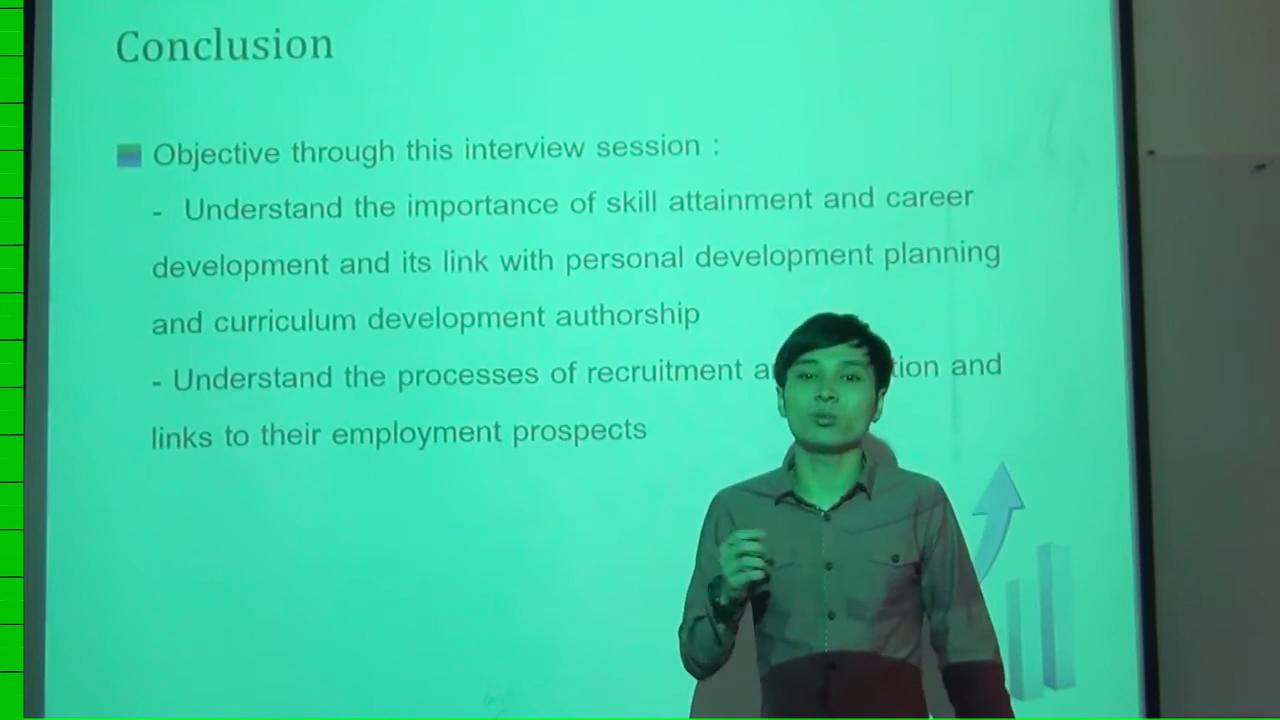 Conclusion
Objective through this interview session :
- Understand the importance of skill attainment and career
development and its link with personal development planning
and curriculum development authorship
- Understand the processes of recruitment and
links to their employment prospects